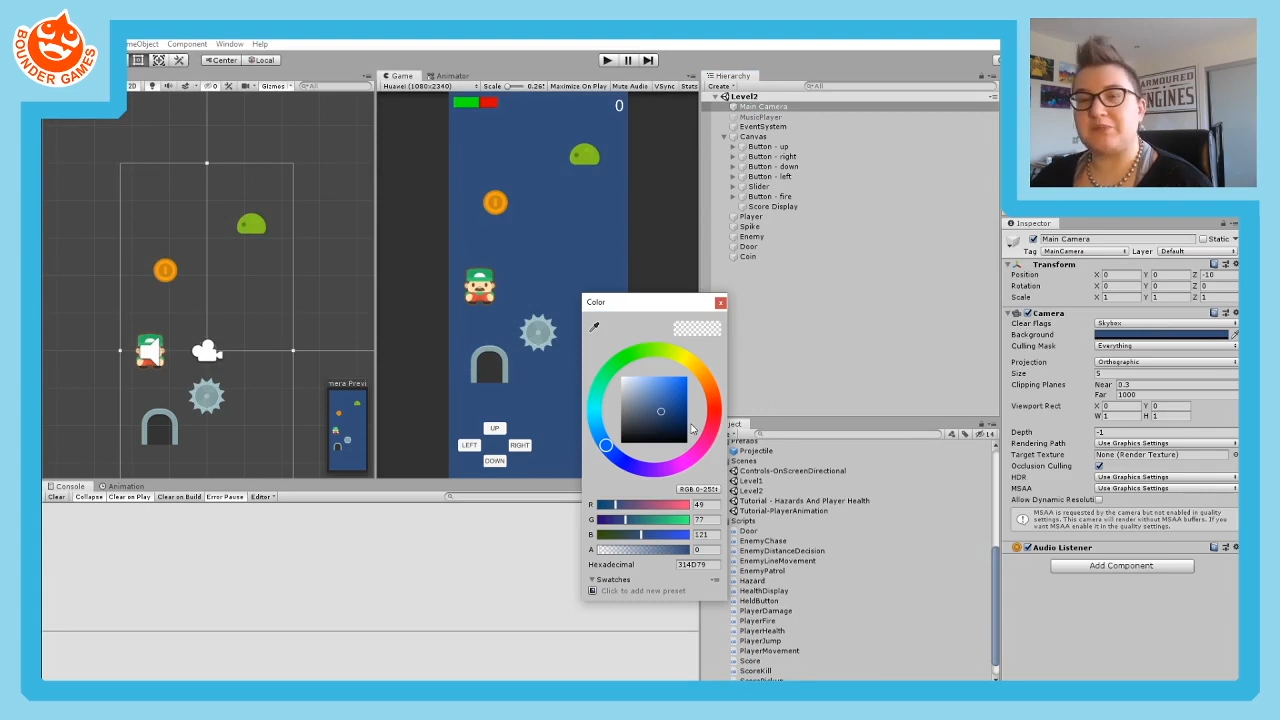 BOUNDER GAMES
ARMOURED
ENGINES
meObject Component Window Help
Center Local
2D 0 Gizmos All
Game Animator
Huawei (1080x2340) Scale 0.26 Maximize On Play Mute Audio VSync Stats
0
UP
LEFT RIGHT
DOWN
mera Previ
Hierarchy
Create All
Level2
Main Camera
MusicPlayer
EventSystem
Canvas
Button - up
Button - right
Button - down
Button - left
Slider
Button - fire
Score Display
Player
Spike
Enemy
Door
Coin
Color
RGB 0-255
R 49
G 77
B 121
A 0
Hexadecimal 314D79
Swatches
Click to add new preset
Console Animation
Clear Collapse Clear on Play Clear on Build Error Pause Editor
ject
14
Prefabs
Projectile
Scenes
Controls-OnScreenDirectional
Level1
Level2
Tutorial - Hazards And Player Health
Tutorial-PlayerAnimation
Scripts
Door
EnemyChase
EnemyDistanceDecision
EnemyLineMovement
EnemyPatrol
Hazard
HealthDisplay
HeldButton
PlayerDamage
PlayerFire
PlayerHealth
PlayerJump
PlayerMovement
Score
ScoreKill
ScorePickup
Inspector
Main Camera Static
Tag MainCamera Layer Default
Transform
Position X 0 Y 0 Z -10
Rotation X 0 Y 0 Z 0
Scale X 1 Y 1 Z 1
Camera
Clear Flags Skybox
Background
Culling Mask Everything
Projection Orthographic
Size 5
Clipping Planes Near 0.3
Far 1000
Viewport Rect X 0 Y 0
W 1 H 1
Depth -1
Rendering Path Use Graphics Settings
Target Texture None (Render Texture)
Occlusion Culling
HDR Use Graphics Settings
MSAA Use Graphics Settings
Allow Dynamic Resoluti
MSAA is requested by the camera but not enabled in quality
settings. This camera will render without MSAA buffers. If you
want MSAA enable it in the quality settings.
Audio Listener
Add Component